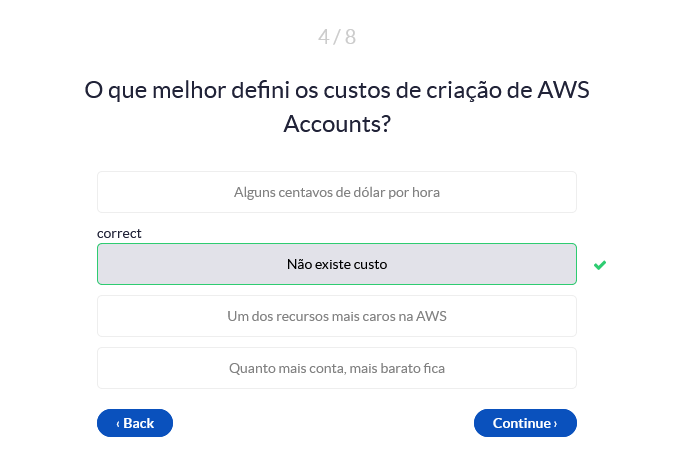 4 / 8
O que melhor defini os custos de criação de AWS
Accounts?
Alguns centavos de dólar por hora
correct
Não existe custo
Um dos recursos mais caros na AWS
Quanto mais conta, mais barato fica
‹ Back
Continue ›